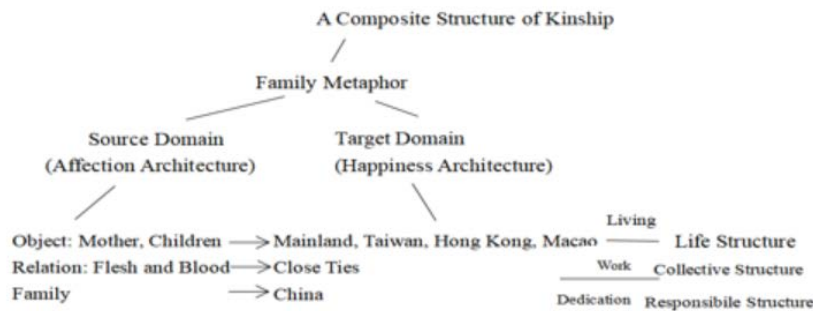 A Composite Structure of Kinship
Family Metaphor
Source Domain Target Domain
(Affection Architecture) (Happiness Architecture)
Object: Mother, Children Mainland, Taiwan, Hong Kong, Macao Living Life Structure
Relation: Flesh and Blood Close Ties Work Collective Structure
Family China Dedication Responsibile Structure